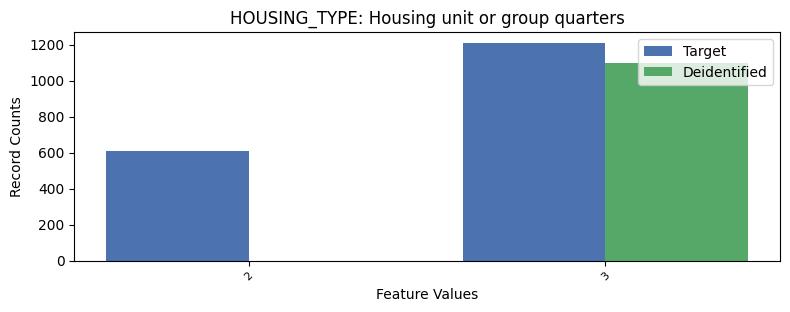 HOUSING_TYPE: Housing unit or group quarters
Target
Deidentified
1200
1000
800
600
400
200
0
Record Counts
2
3
Feature Values